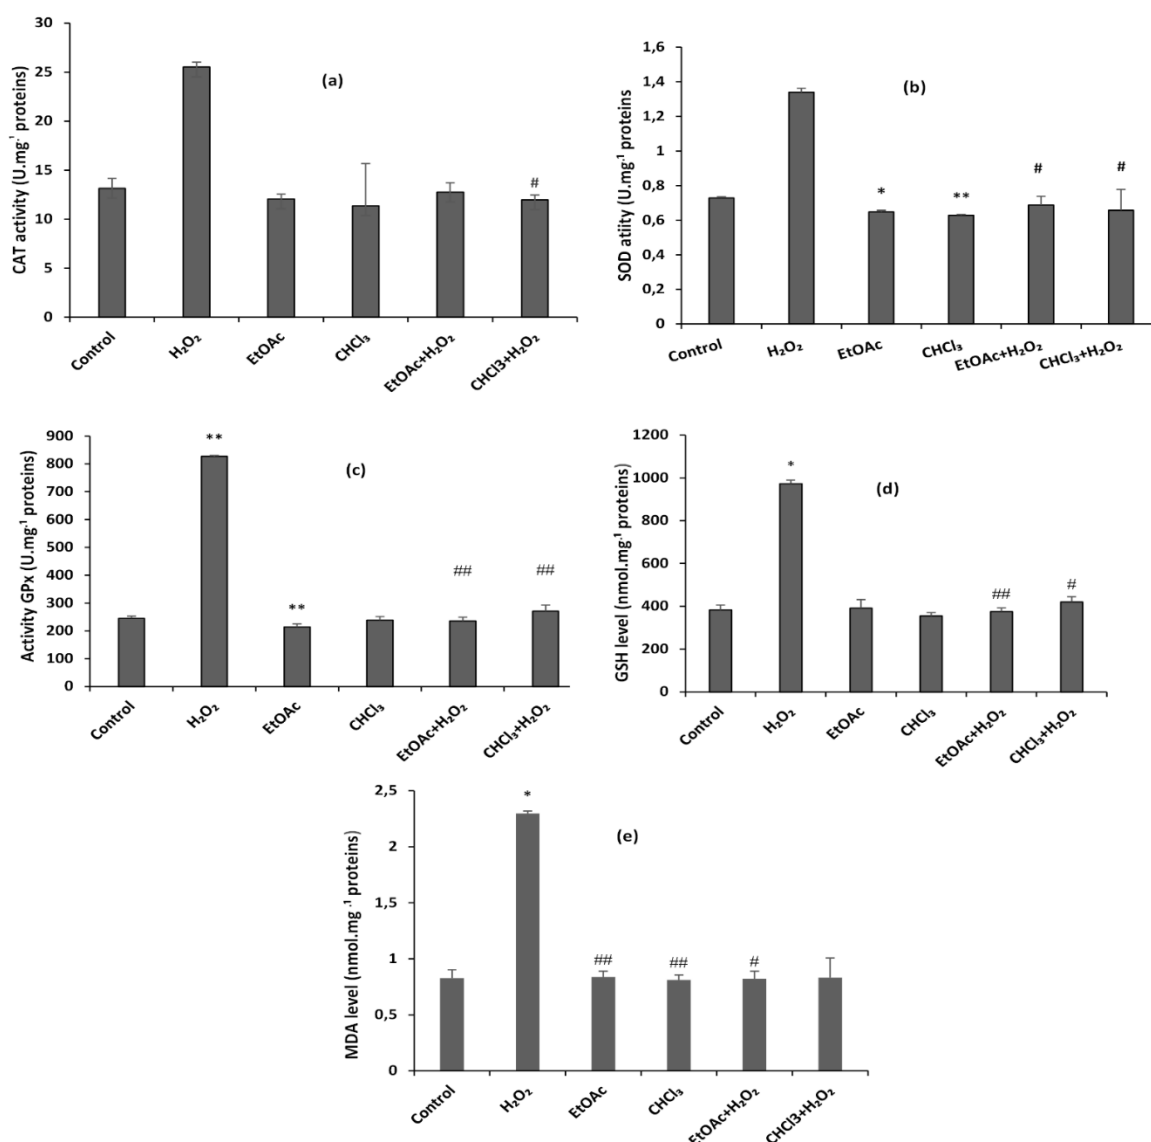 (a)
CAT activity (U.mg¹ proteins)
30
25
20
15
10
5
0
#
Control
H₂O₂
EtOAc
CHCl₃
EtOAc+H₂O₂
CHCl3+H₂O₂
(b)
SOD atiity (U.mg⁻¹ proteins
1,6
1,4
1,2
1
0,8
0,6
0,4
0,2
0
*
**
#
#
Control
H₂O₂
EtOAc
CHCl₃
EtOAc+H₂O₂
CHCl₃+H₂O₂
(c)
Activity GPx (U.mg⁻¹ proteins)
900
800
700
600
500
400
300
200
100
0
**
**
##
##
Control
H₂O₂
EtOAc
CHCl₃
EtOAc+H₂O₂
CHCl₃+H₂O₂
(d)
GSH level (nmol.mg⁻¹ proteins)
1200
1000
800
600
400
200
0
*
##
#
Control
H₂O₂
EtOAc
CHCl₃
EtOAc+H₂O₂
CHCl₃+H₂O₂
(e)
MDA level (nmol.mg .¹ proteins)
2,5
2
1,5
1
0,5
0
*
##
##
#
Control
H₂O₂
EtOAc
CHCl₃
EtOAc+H₂O₂
CHCl3+H₂O₂